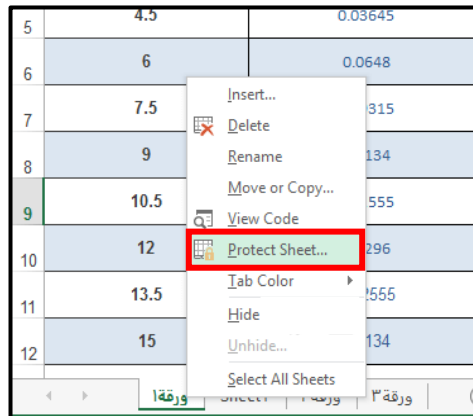 5 4.5 0.03645
6 6 0.0648
Insert...
7 7.5 315
Delete
Rename
8 9 134
Move or Copy...
9 10.5 555
View Code
10 12 296
Protect Sheet...
Tab Color
11 13.5 2555
Hide
12 15 134
Unhide...
Select All Sheets
ورقة١ Sheet1 ورقة٣